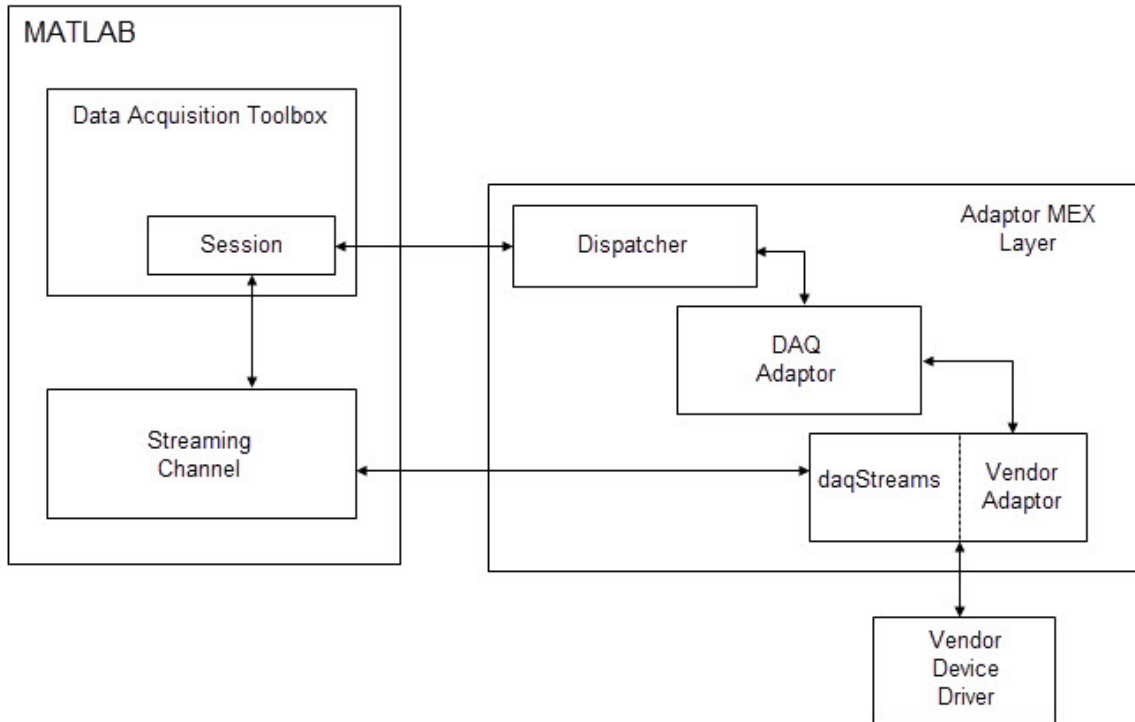 MATLAB
Data Acquisition Toolbox
Session
Streaming
Channel
Adaptor MEX
Layer
Dispatcher
DAQ
Adaptor
daqStreams
Vendor
Adaptor
Vendor
Device
Driver